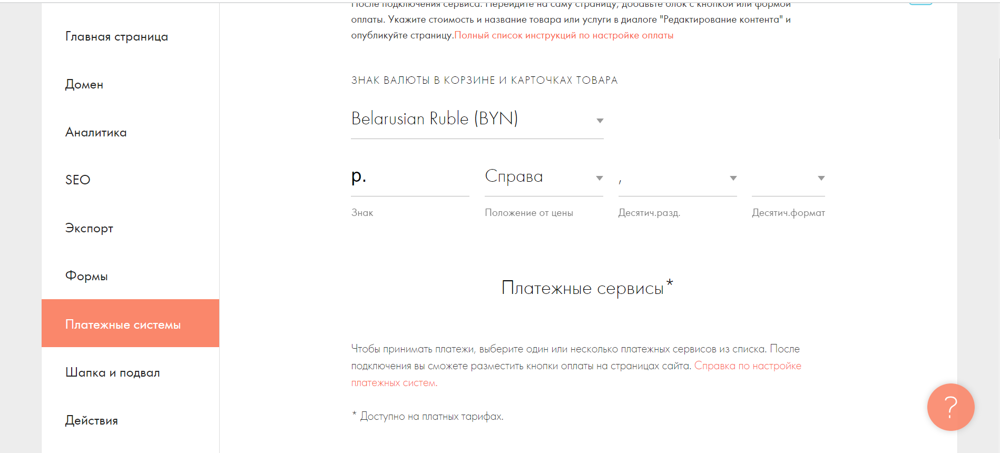 Главная страница
Домен
Аналитика
SEO
Экспорт
Формы
Платежные системы
Шапка и подвал
Действия
После подключения сервиса. Перейдите на саму страницу, добавьте блок с кнопкой или формой
оплаты. Укажите стоимость и название товара или услуги в диалоге "Редактирование контента" и
опубликуйте страницу.Полный список инструкций по настройке оплаты
ЗНАК ВАЛЮТЫ В КОРЗИНЕ И КАРТОЧКАХ ТОВАРА
Belarusian Ruble (BYN)
р. Справа ,
Знак Положение от цены Десятич.разд. Десятич.формат
Платежные сервисы*
Чтобы принимать платежи, выберите один или несколько платежных сервисов из списка. После
подключения вы сможете разместить кнопки оплаты на страницах сайта. Справка по настройке
платежных систем.
* Доступно на платных тарифах.
?